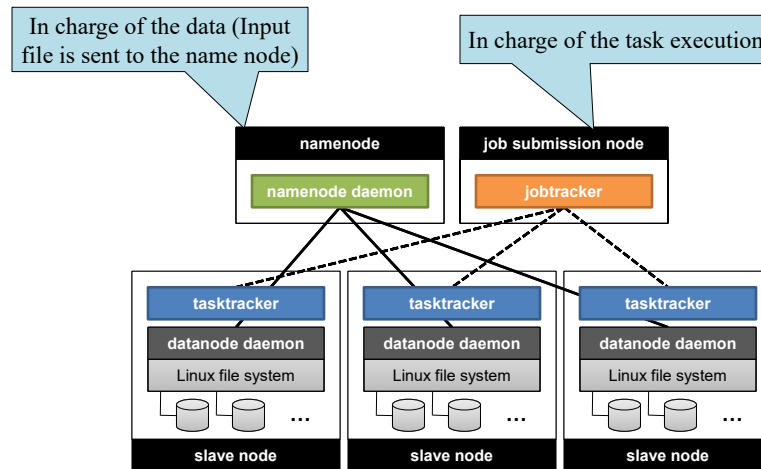 In charge of the data (Input
file is sent to the name node)
In charge of the task execution
namenode
job submission node
namenode daemon
jobtracker
tasktracker
tasktracker
tasktracker
datanode daemon
datanode daemon
datanode daemon
Linux file system
Linux file system
Linux file system
...
...
...
slave node
slave node
slave node